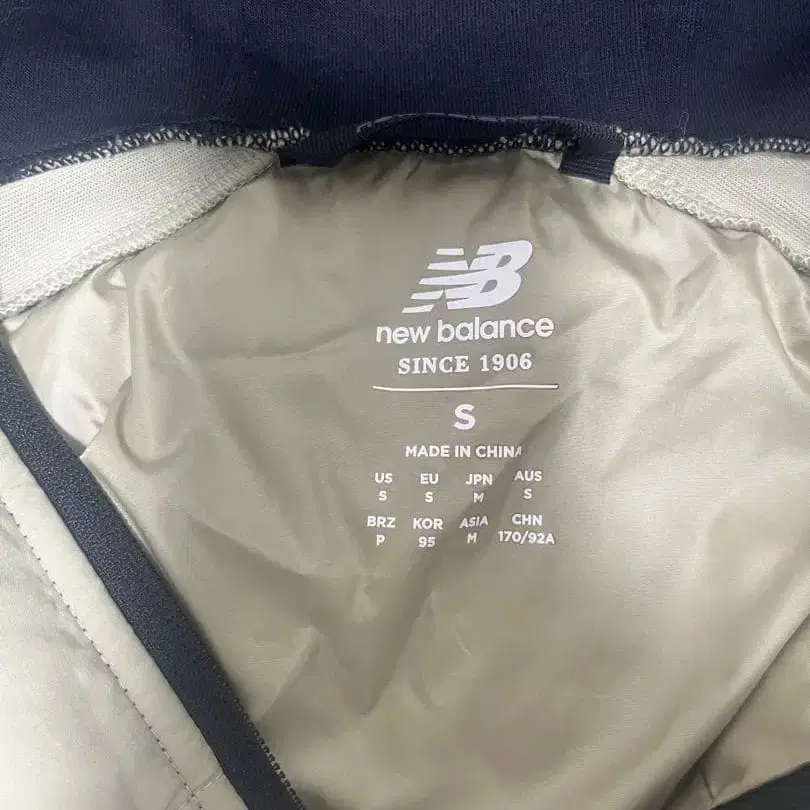 NB
new balance
SINCE 1906
S
MADE IN CHINA
US EU JPN AUS
S S M S
BRZ KOR ASIA CHN
P 95 M 170/92A